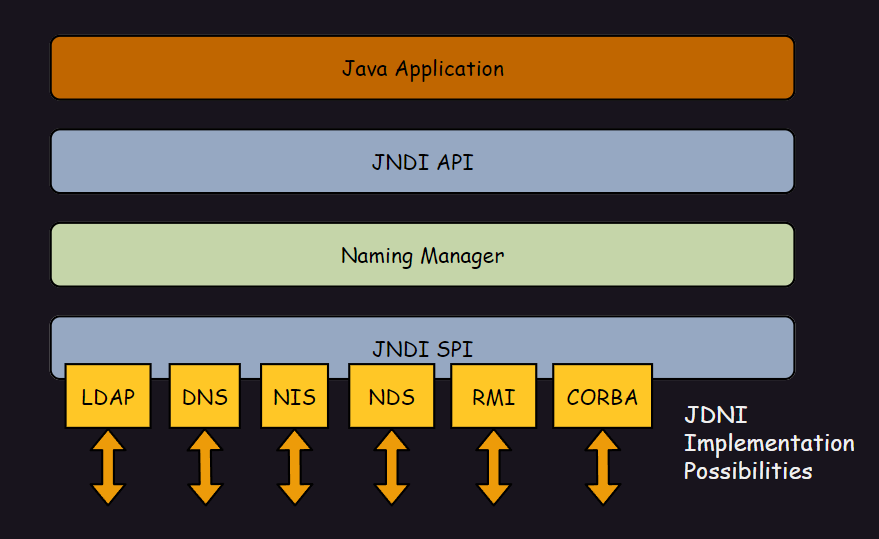 Java Application
JNDI API
Naming Manager
JNDI SPI
LDAP DNS NIS NDS RMI CORBA
JDNI
Implementation
Possibilities